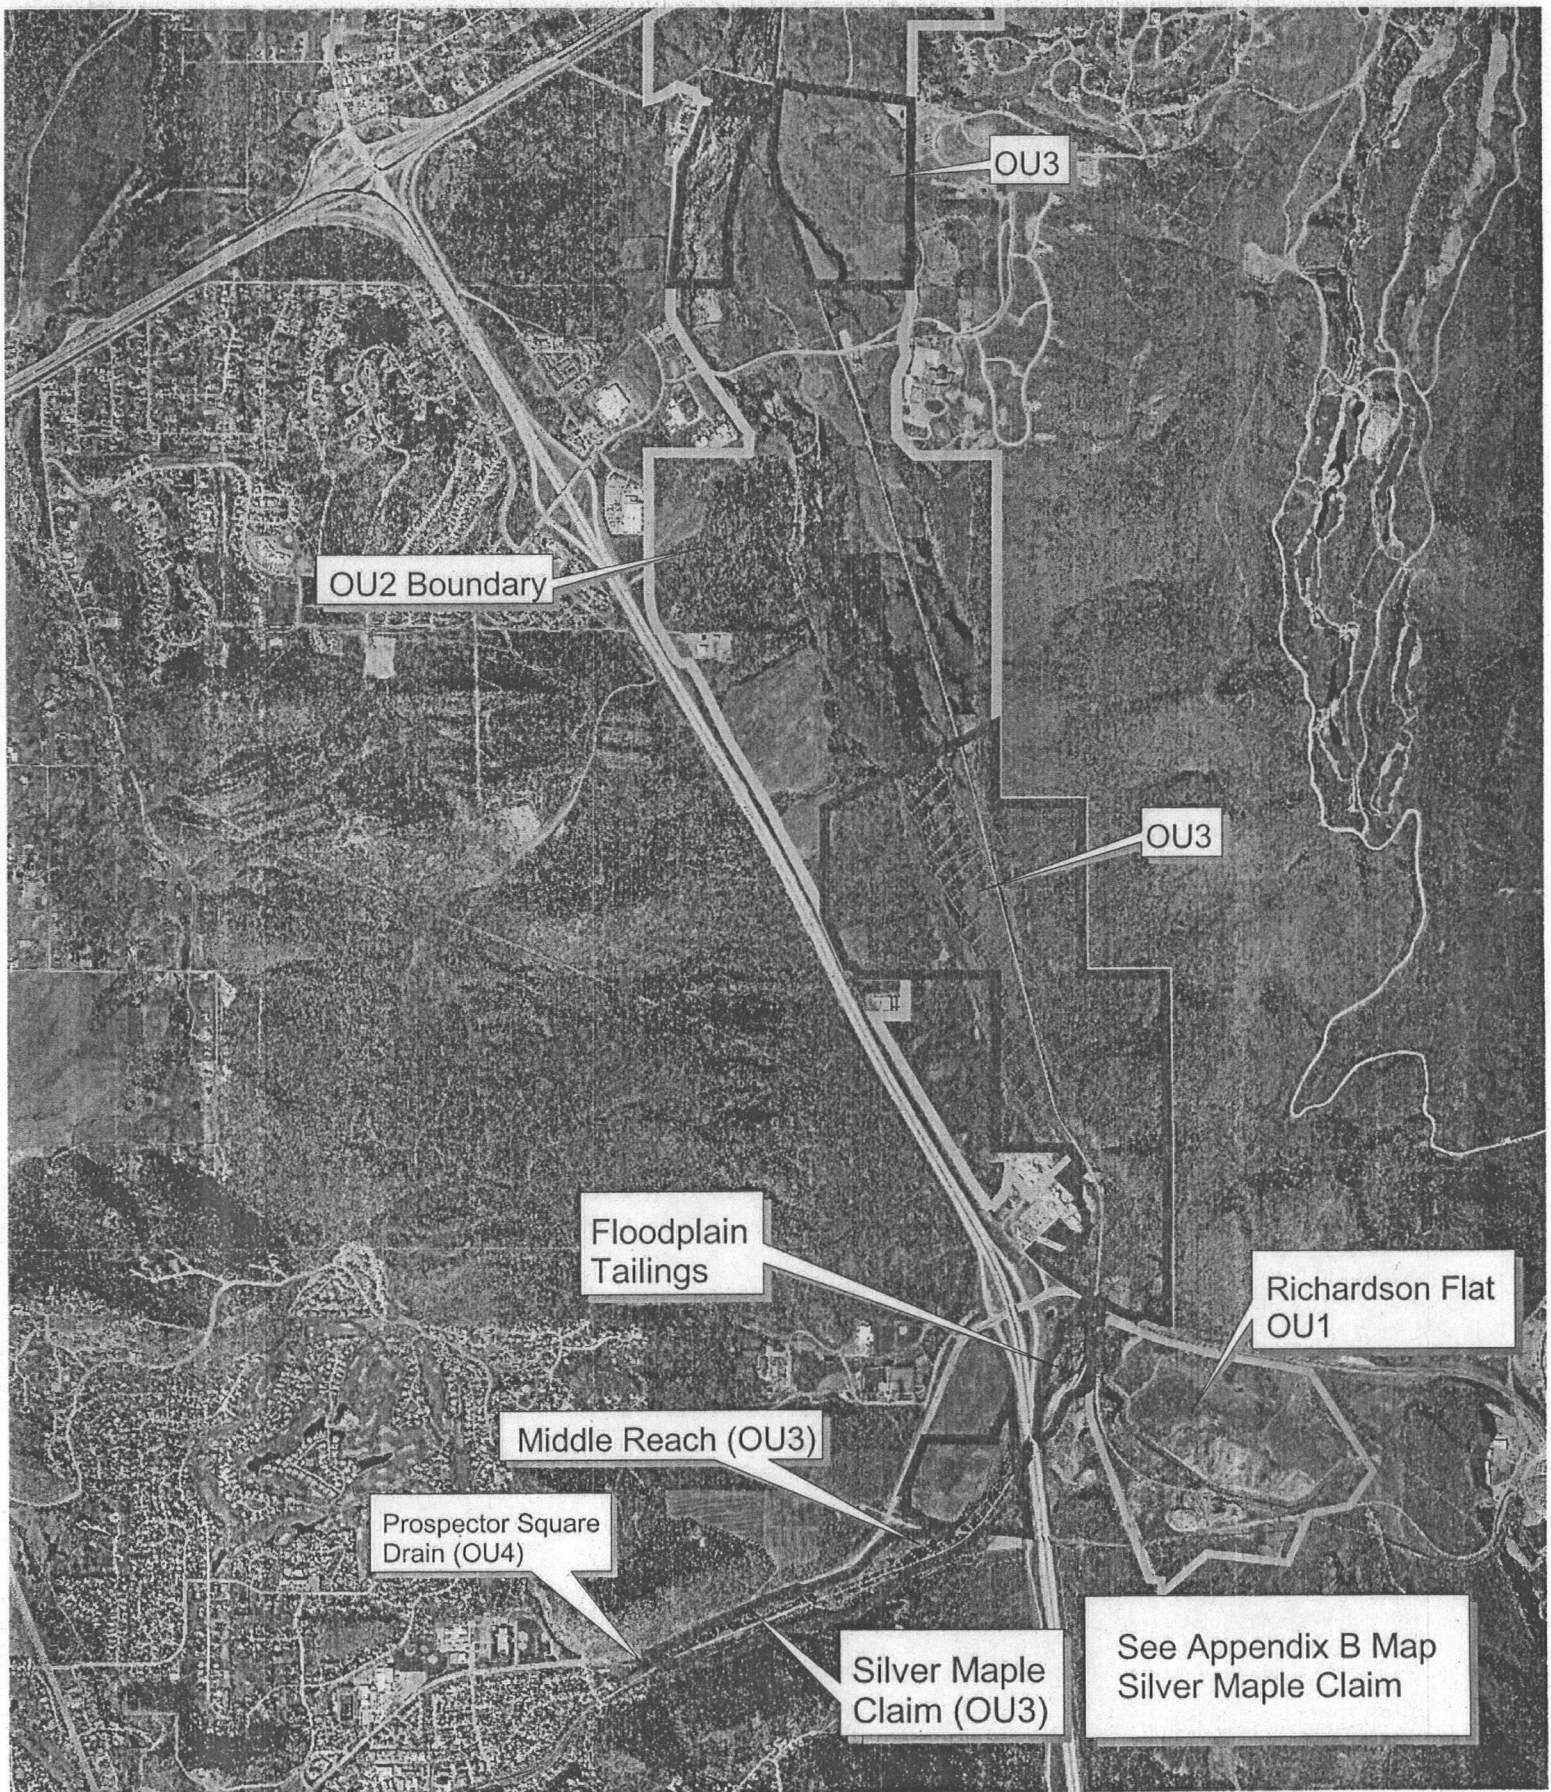 OU3
OU2 Boundary
OU3
Floodplain
Tailings
Richardson Flat
OU1
Middle Reach (OU3)
Prospector Square
Drain (OU4)
Silver Maple
Claim (OU3)
See Appendix B Map
Silver Maple Claim